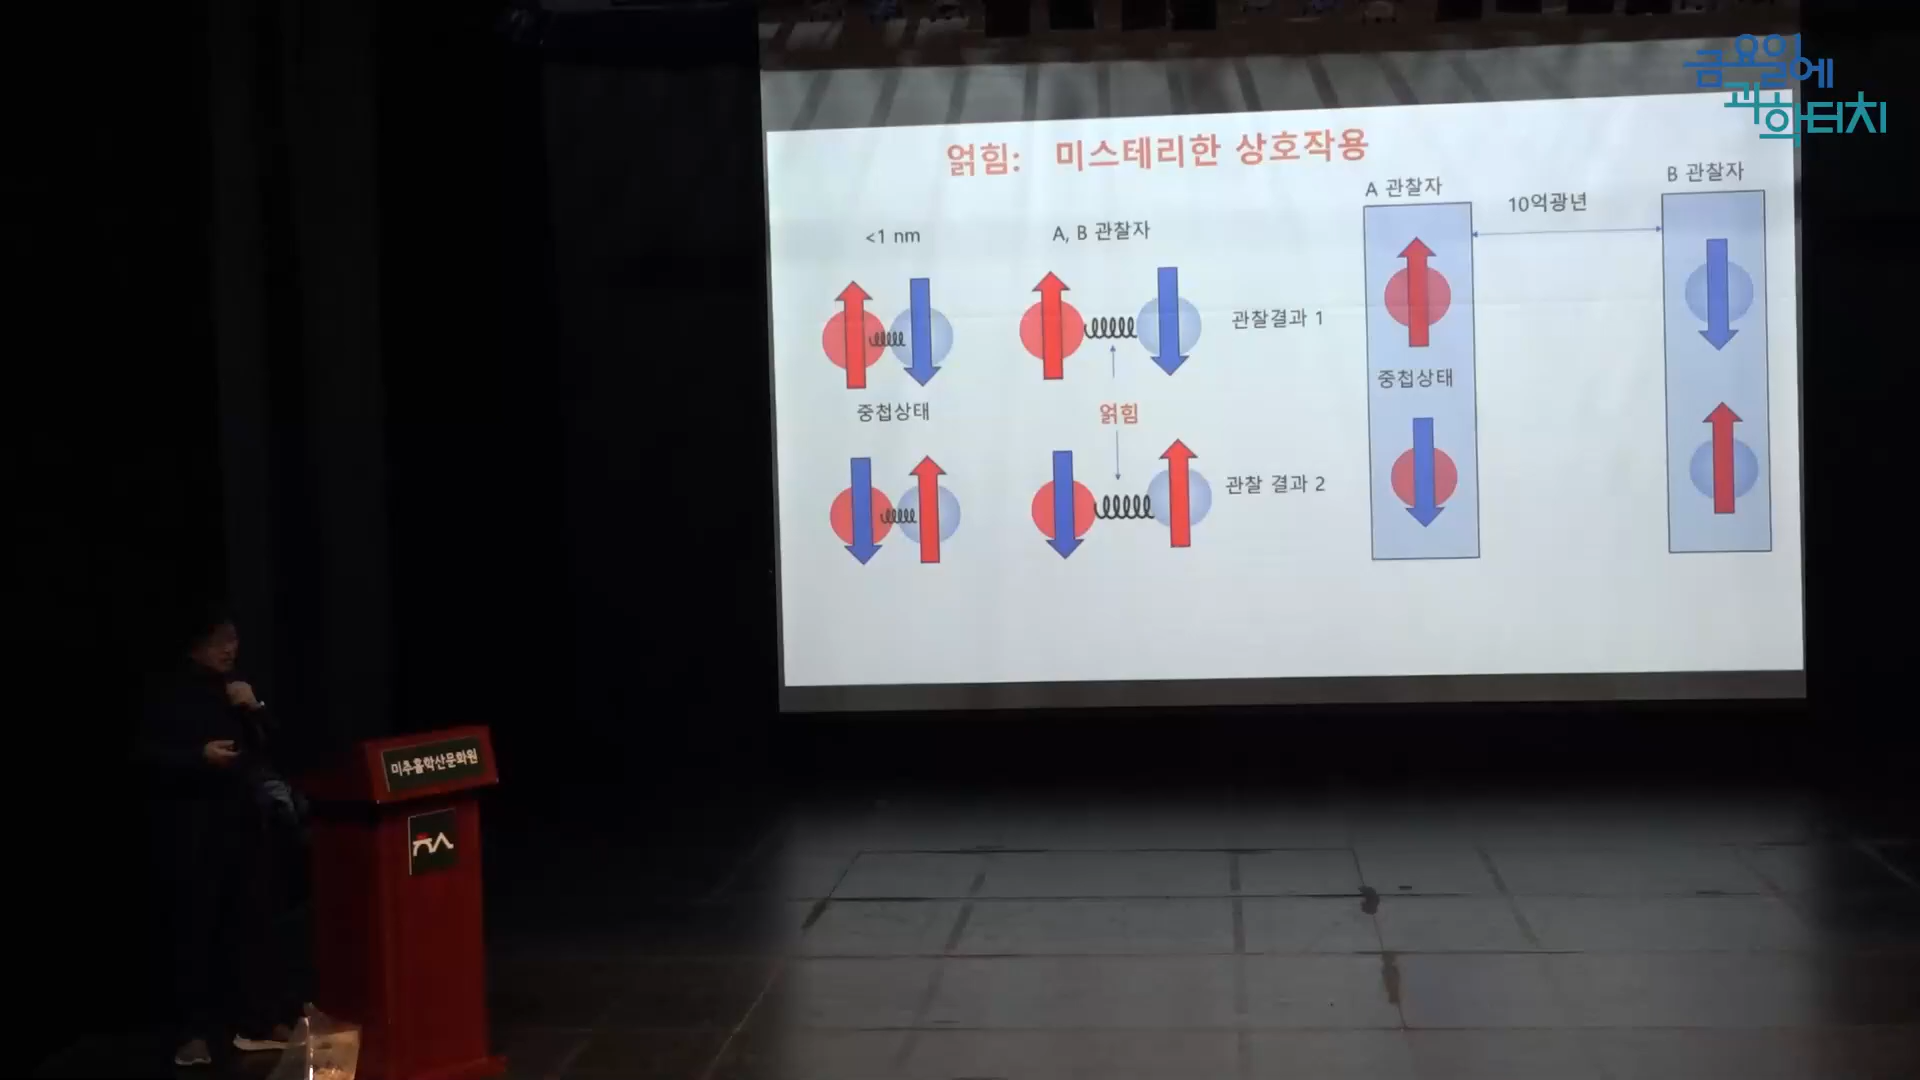 금요일에
과학터치
얽힘: 미스테리한 상호작용
<1 nm
A, B 관찰자
A 관찰자
10억광년
B 관찰자
관찰결과 1
중첩상태
얽힘
중첩상태
관찰 결과 2
미추홀학산문화원